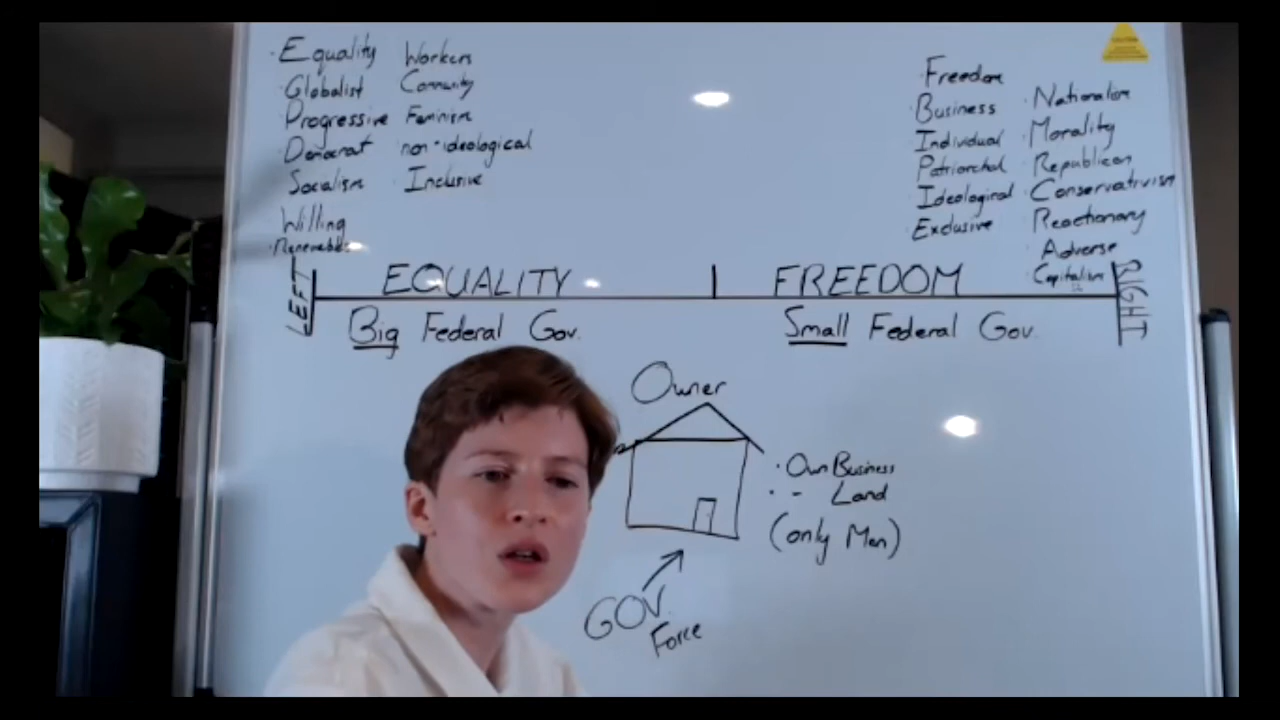 Equality Workers
Globalist Community
Progressive Feminism
Democrat non-ideological
Socialism Inclusive
Willing
Renewable
Freedom
Business Nationalism
Individual Morality
Patriarchal Republican
Ideological Conservativism
Exclusive Reactionary
Adverse
Capitalism
LEFT
EQUALITY
FREEDOM
RIGHT
Big Federal Gov.
Small Federal Gov.
Owner
Own Business
- Land
(only Men)
GOV.
Force